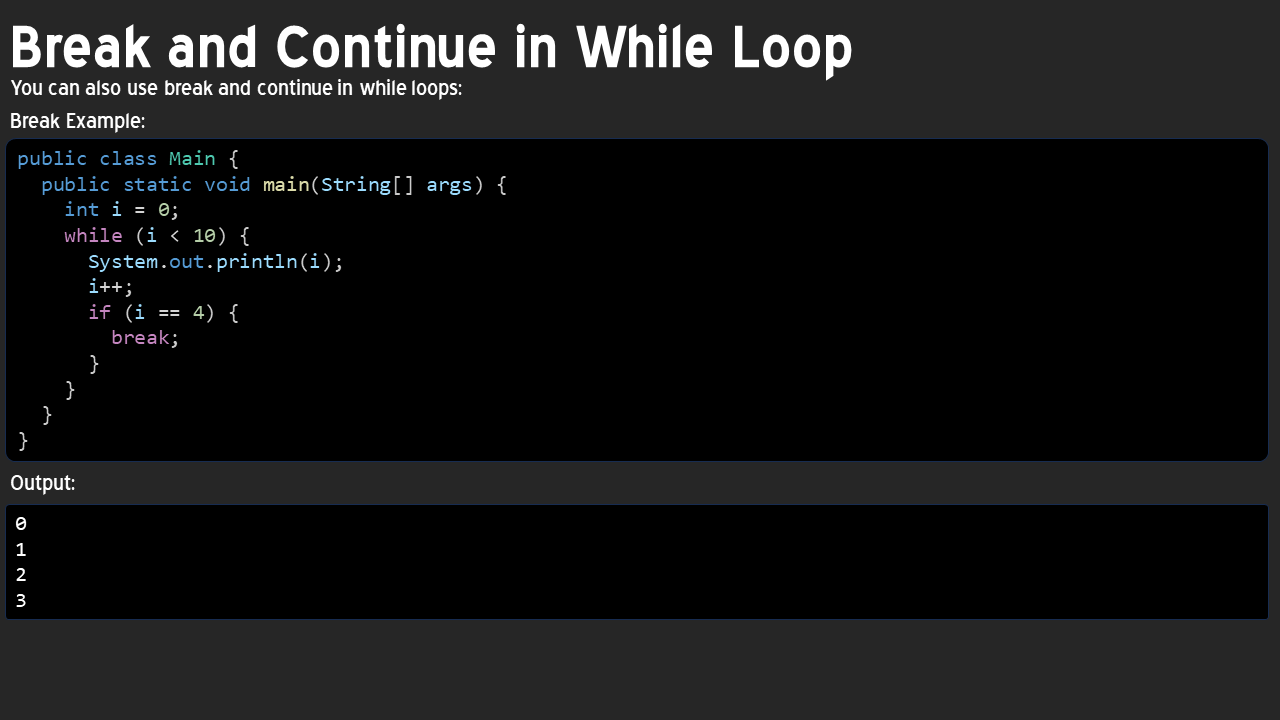 Break and Continue in While Loop
You can also use break and continue in while loops:
Break Example:
public class Main {
  public static void main(String[] args) {
    int i = 0;
    while (i < 10) {
      System.out.println(i);
      i++;
      if (i == 4) {
        break;
      }
    }
  }
}
Output:
0
1
2
3